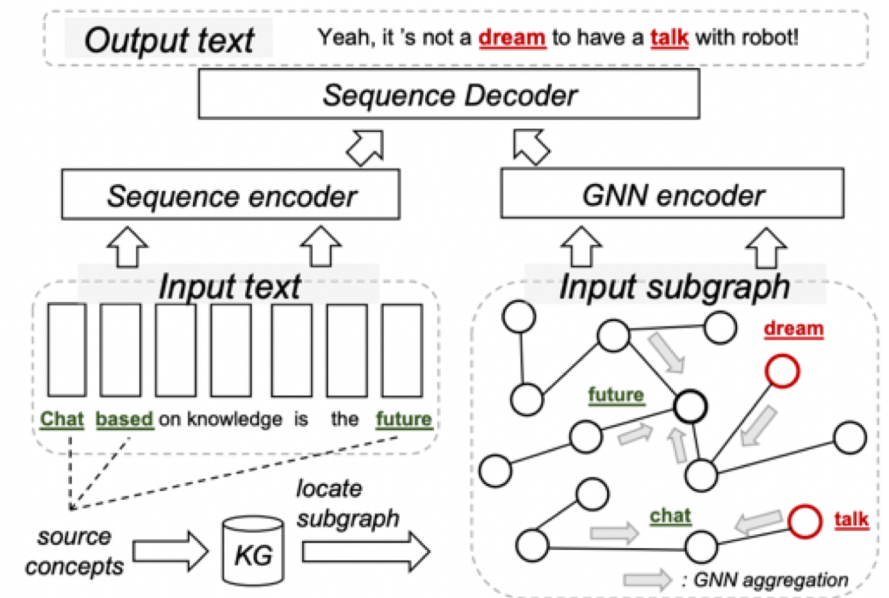 Output text
Yeah, it 's not a dream to have a talk with robot!
Sequence Decoder
Sequence encoder
GNN encoder
Input text
Input subgraph
Chat based on knowledge is the future
source concepts
KG
locate subgraph
dream
future
chat
talk
: GNN aggregation